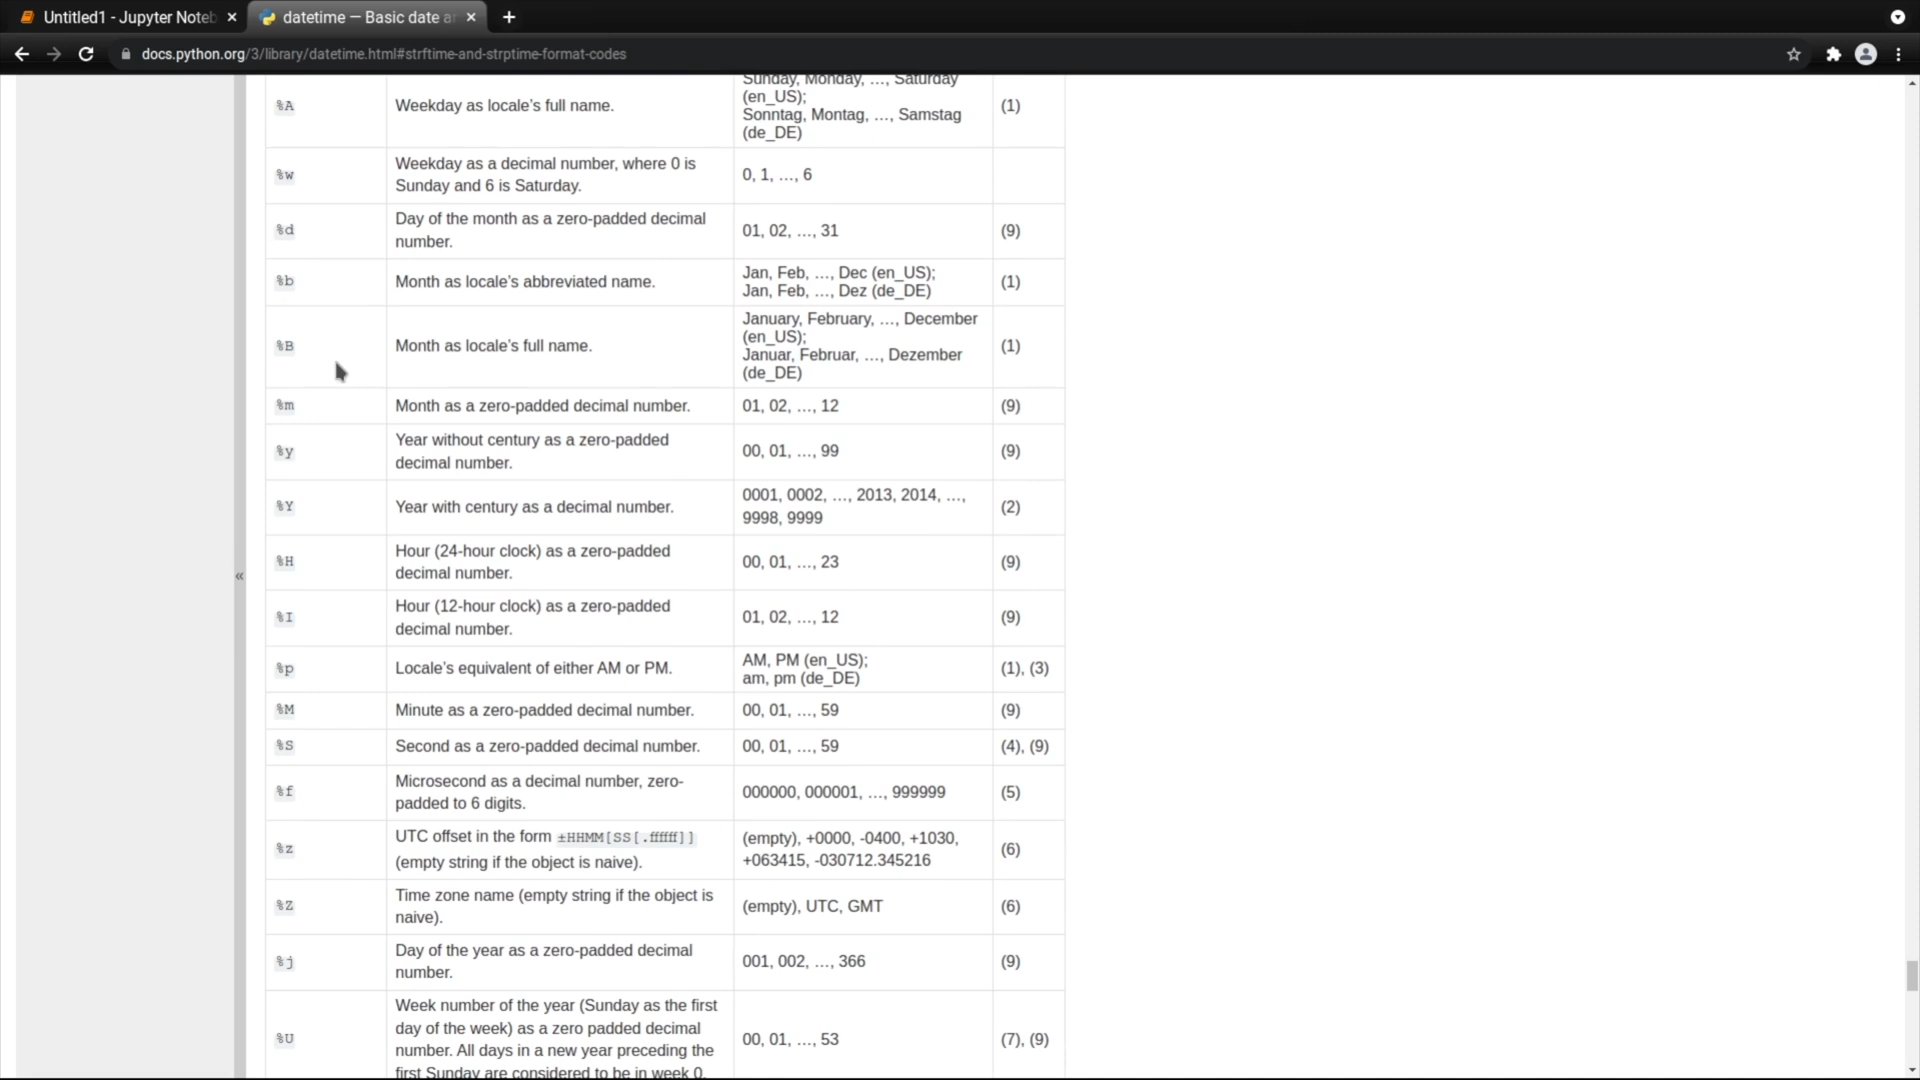 Untitled1 - Jupyter Noteb
datetime — Basic date a
docs.python.org/3/library/datetime.html#strftime-and-strptime-format-codes
%A
Weekday as locale’s full name.
Sunday, Monday, …, Saturday
(en_US);
Sonntag, Montag, …, Samstag
(de_DE)
(1)
%w
Weekday as a decimal number, where 0 is
Sunday and 6 is Saturday.
0, 1, …, 6
%d
Day of the month as a zero-padded decimal
number.
01, 02, …, 31
(9)
%b
Month as locale’s abbreviated name.
Jan, Feb, …, Dec (en_US);
Jan, Feb, …, Dez (de_DE)
(1)
%B
Month as locale’s full name.
January, February, …, December
(en_US);
Januar, Februar, …, Dezember
(de_DE)
(1)
%m
Month as a zero-padded decimal number.
01, 02, …, 12
(9)
%y
Year without century as a zero-padded
decimal number.
00, 01, …, 99
(9)
%Y
Year with century as a decimal number.
0001, 0002, …, 2013, 2014, …,
9998, 9999
(2)
%H
Hour (24-hour clock) as a zero-padded
decimal number.
00, 01, …, 23
(9)
%I
Hour (12-hour clock) as a zero-padded
decimal number.
01, 02, …, 12
(9)
%p
Locale’s equivalent of either AM or PM.
AM, PM (en_US);
am, pm (de_DE)
(1), (3)
%M
Minute as a zero-padded decimal number.
00, 01, …, 59
(9)
%S
Second as a zero-padded decimal number.
00, 01, …, 59
(4), (9)
%f
Microsecond as a decimal number, zero-
padded to 6 digits.
000000, 000001, …, 999999
(5)
%z
UTC offset in the form ±HHMM[SS[.ffffff]]
(empty string if the object is naive).
(empty), +0000, -0400, +1030,
+063415, -030712.345216
(6)
%Z
Time zone name (empty string if the object is
naive).
(empty), UTC, GMT
(6)
%j
Day of the year as a zero-padded decimal
number.
001, 002, …, 366
(9)
%U
Week number of the year (Sunday as the first
day of the week) as a zero padded decimal
number. All days in a new year preceding the
first Sunday are considered to be in week 0.
00, 01, …, 53
(7), (9)
«